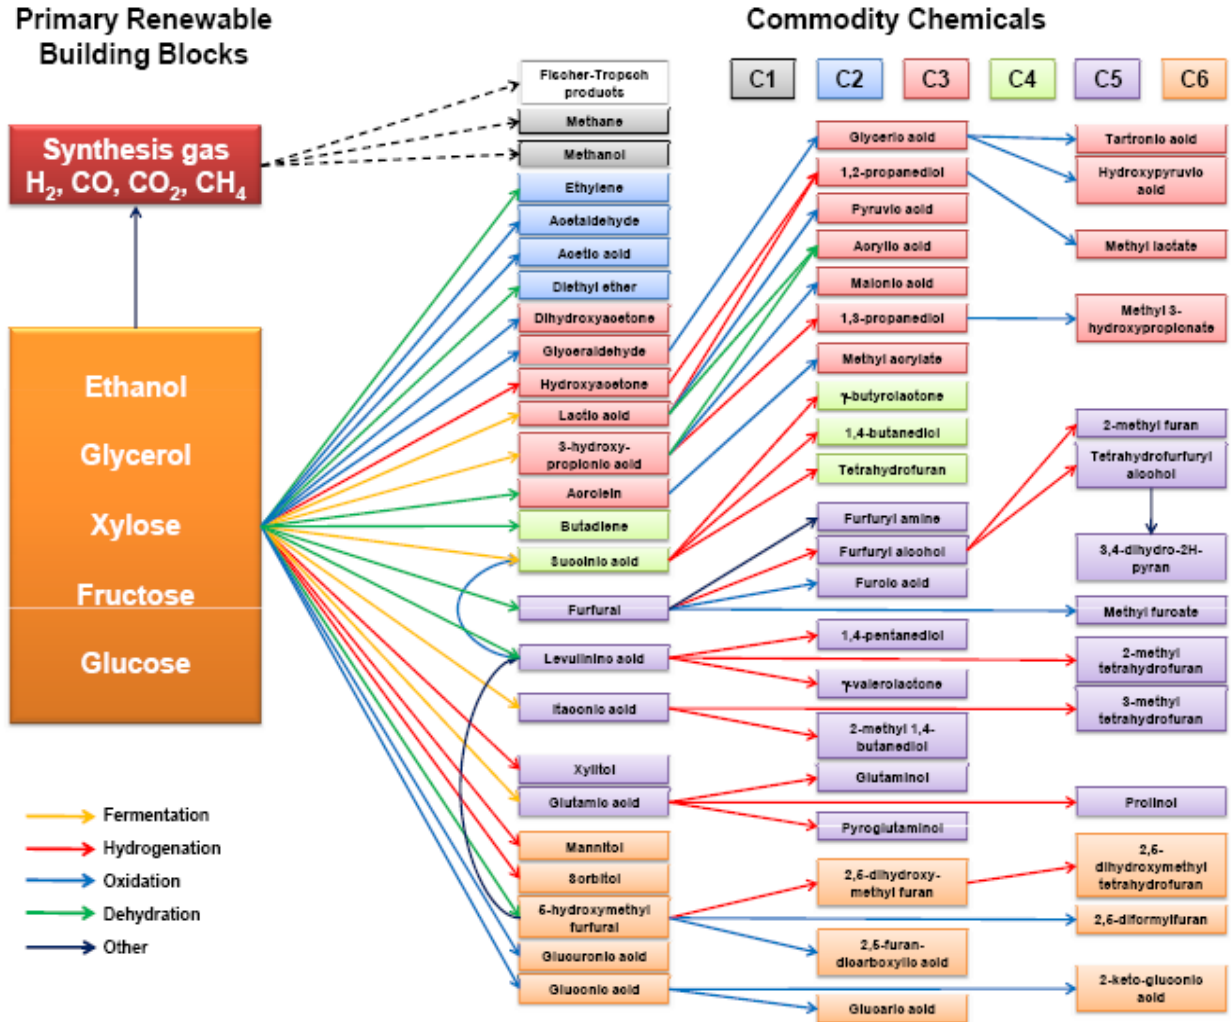 Primary Renewable
Building Blocks
Commodity Chemicals
C1
C2
C3
C4
C5
C6
Synthesis gas
H₂, CO, CO₂, CH₄
Ethanol
Glycerol
Xylose
Fructose
Glucose
Fermentation
Hydrogenation
Oxidation
Dehydration
Other
Fischer-Tropsch
products
Methane
Methanol
Ethylene
Acetaldehyde
Acetic acid
Diethyl ether
Dihydroxyacetone
Glyceraldehyde
Hydroxyacetone
Lactic acid
3-hydroxy-
propionic acid
Acrolein
Butadiene
Succinic acid
Furfural
Levulininc acid
Itaconic acid
Xylitol
Glutamic acid
Mannitol
Sorbitol
5-hydroxymethyl
furfural
Glucuronic acid
Gluconic acid
Glyceric acid
1,2-propanediol
Pyruvic acid
Acrylic acid
Malonic acid
1,3-propanediol
Methyl acrylate
γ-butyrolactone
1,4-butanediol
Tetrahydrofuran
Furfuryl amine
Furfuryl alcohol
Furoic acid
1,4-pentanediol
γ-valerolactone
2-methyl 1,4-
butanediol
Glutaminol
Pyroglutaminol
2,5-dihydroxy-
methyl furan
2,5-furan-
dicarboxylic acid
Glucaric acid
Tartronic acid
Hydroxypyruvic
acid
Methyl lactate
Methyl 3-
hydroxypropionate
2-methyl furan
Tetrahydrofurfuryl
alcohol
3,4-dihydro-2H-
pyran
Methyl furoate
2-methyl
tetrahydrofuran
3-methyl
tetrahydrofuran
Prolinol
2,5-
dihydroxymethyl
tetrahydrofuran
2,5-diformylfuran
2-keto-gluconic
acid